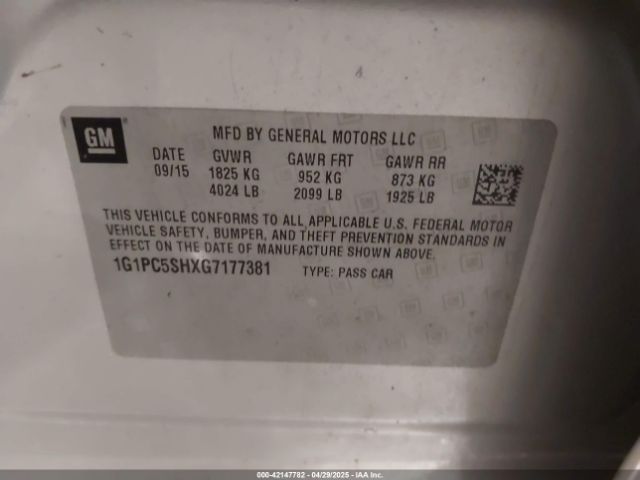 GM
MFD BY GENERAL MOTORS LLC
DATE GVWR GAWR FRT GAWR RR
09/15 1825 KG 952 KG 873 KG
4024 LB 2099 LB 1925 LB
THIS VEHICLE CONFORMS TO ALL APPLICABLE U.S. FEDERAL MOTOR
VEHICLE SAFETY, BUMPER, AND THEFT PREVENTION STANDARDS IN
EFFECT ON THE DATE OF MANUFACTURE SHOWN ABOVE.
1G1PC5SHXG7177381 TYPE: PASS CAR
000-42147782 - 04/29/2025 - IAA Inc.